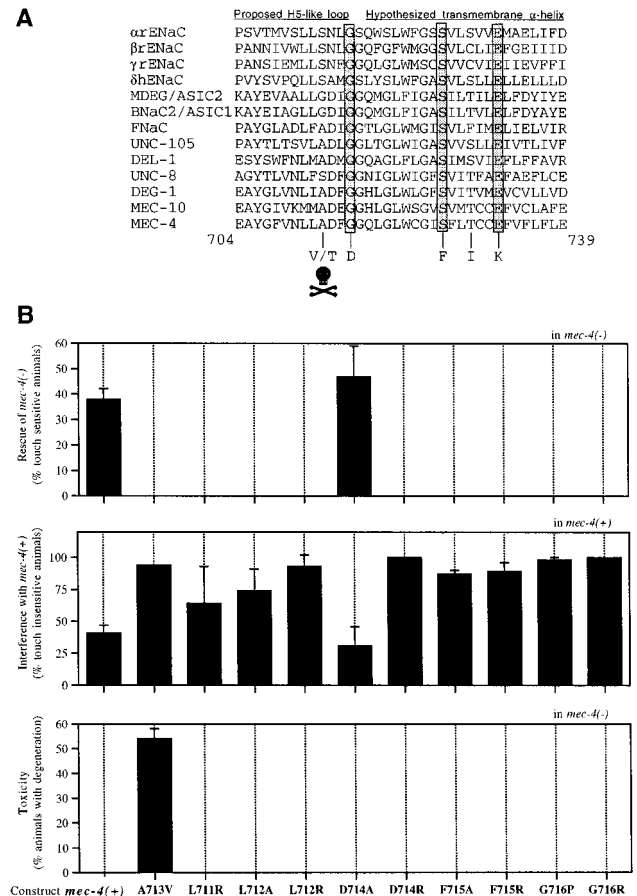 A
Proposed H5-like loop Hypothesized transmembrane α-helix
αrENaC PSVTMVSLLSNLGSQWSLWFGSSVLSVVEMAELIFD
βrENaC PANNIVWLLSNLGGQFGFWMGGSVLCLIEFGEIIID
γrENaC PANSIEMLLSNFGGQLGLWMSCSVVCVIEIIEVFFI
δhENaC PVYSVPQLLSAMGSLYSLWFGASVLSLLELLELLLD
MDEG/ASIC2 KAYEVAALLGDIGGQMGLFIGASILTILELFDYIYE
BNaC2/ASIC1 KAYEIAGLLGDIGGQMGLFIGASILTVLELFDYAYE
FNaC PAYGLADLFADIGGTLGLWMGISVLFIMELIELVIR
UNC-105 PAYTLTSVLADLGGLTGLWIGASVVSLLEIVTLIVF
DEL-1 ESYSWFNLMADMGGQAGLFLGASIMSVIEFLFFAVR
UNC-8 AGYTLVNLFSDFGGNIGLWIGFSVITFAEFAEFLCE
DEG-1 EAYGLVNLIADFGGHLGLWLGFSVITVMEVCVLLVD
MEC-10 EAYGIVKMMADFGGHLGLWSGVSVMTCCEFVCLAFE
MEC-4 EAYGFVNLLADFGGQLGLWCGISFLTCCEFVFLFLE
704 739
V/T D F I K
B
in mec-4(-)
Rescue of mec-4(-)
(% touch sensitive animals)
60
50
40
30
20
10
0
in mec-4(+)
Interference with mec-4(+)
(% touch insensitive animals)
100
75
50
25
0
in mec-4(-)
Toxicity
(% animals with degeneration)
60
50
40
30
20
10
0
Construct mec-4(+) A713V L711R L712A L712R D714A D714R F715A F715R G716P G716R